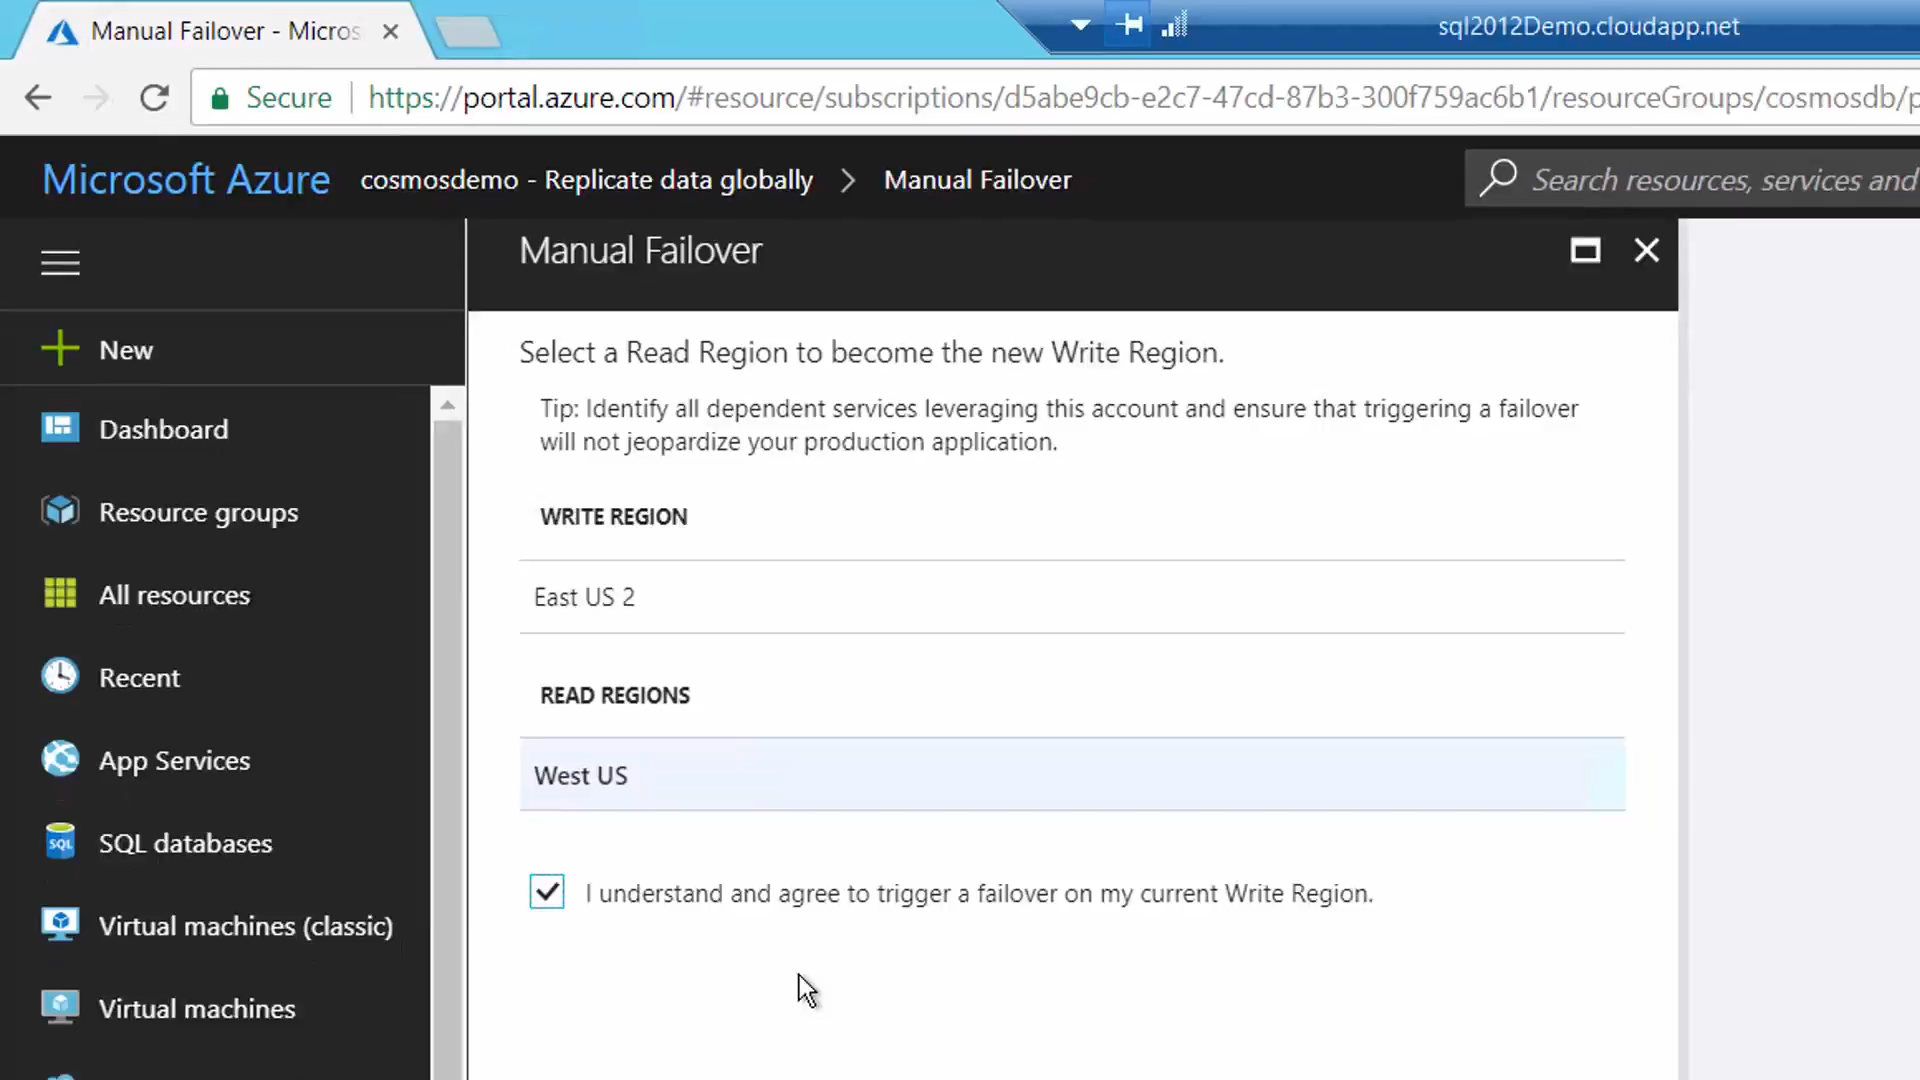 Manual Failover - Micros
sql2012Demo.cloudapp.net
Secure
https://portal.azure.com/#resource/subscriptions/d5abe9cb-e2c7-47cd-87b3-300f759ac6b1/resourceGroups/cosmosdb/p
Microsoft Azure
cosmosdemo - Replicate data globally
Manual Failover
Search resources, services and
Manual Failover
New
Dashboard
Resource groups
All resources
Recent
App Services
SQL
SQL databases
Virtual machines (classic)
Virtual machines
Select a Read Region to become the new Write Region.
Tip: Identify all dependent services leveraging this account and ensure that triggering a failover
will not jeopardize your production application.
WRITE REGION
East US 2
READ REGIONS
West US
I understand and agree to trigger a failover on my current Write Region.